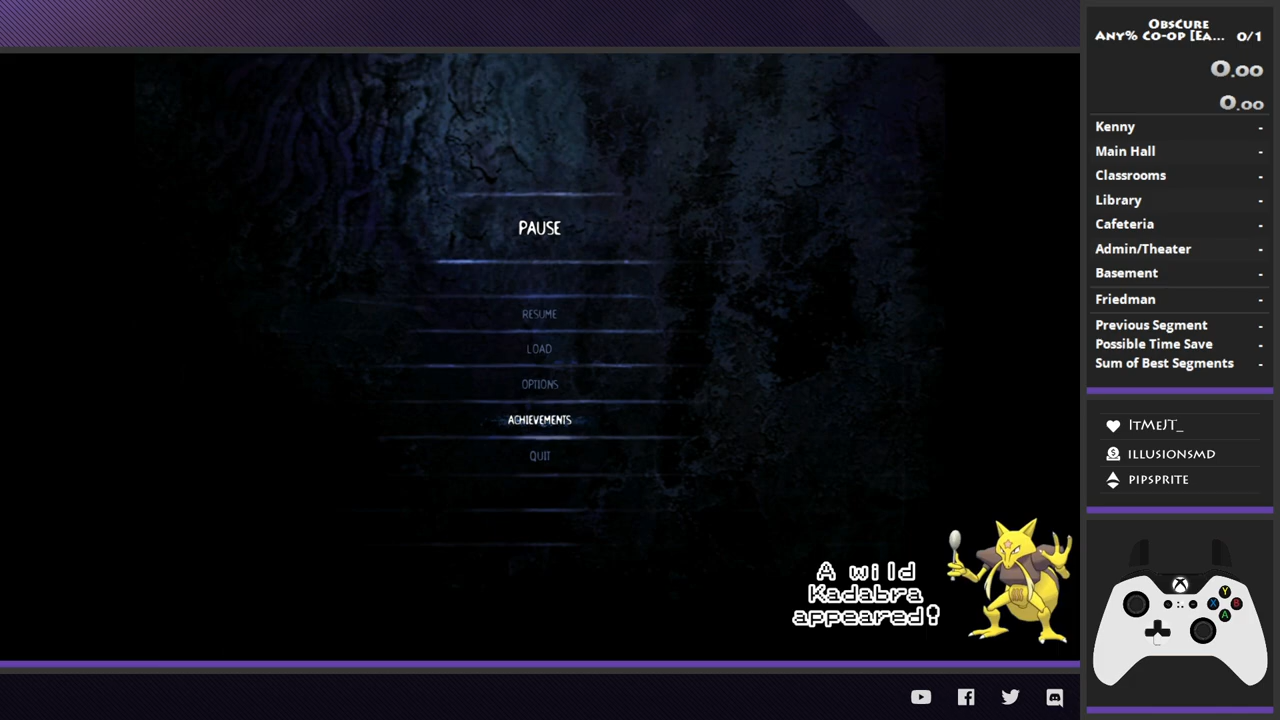 ObsCure
Any% Co-op [Ea... 0/1
0.00
0.00
Kenny -
Main Hall -
Classrooms -
Library -
Cafeteria -
Admin/Theater -
Basement -
Friedman -
Previous Segment -
Possible Time Save -
Sum of Best Segments -
PAUSE
RESUME
LOAD
OPTIONS
ACHIEVEMENTS
QUIT
ItMeJT_
illusionsmd
pipsprite
A wild
Kadabra
appeared!
Y
X B
A